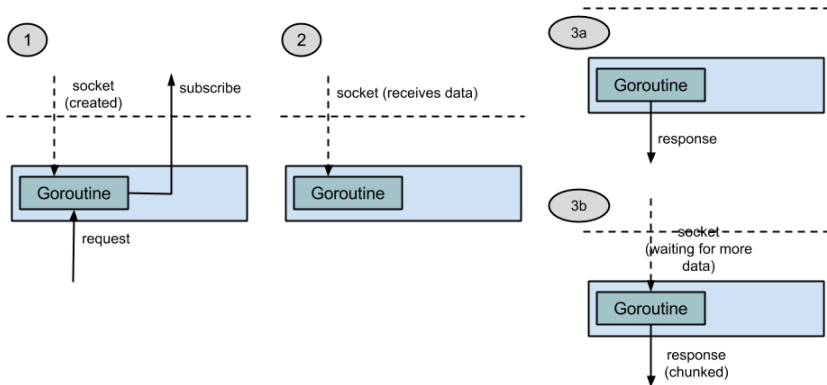 1
socket
(created)
subscribe
Goroutine
request
2
socket (receives data)
Goroutine
3a
Goroutine
response
3b
socket
(waiting for more
data)
Goroutine
response
(chunked)